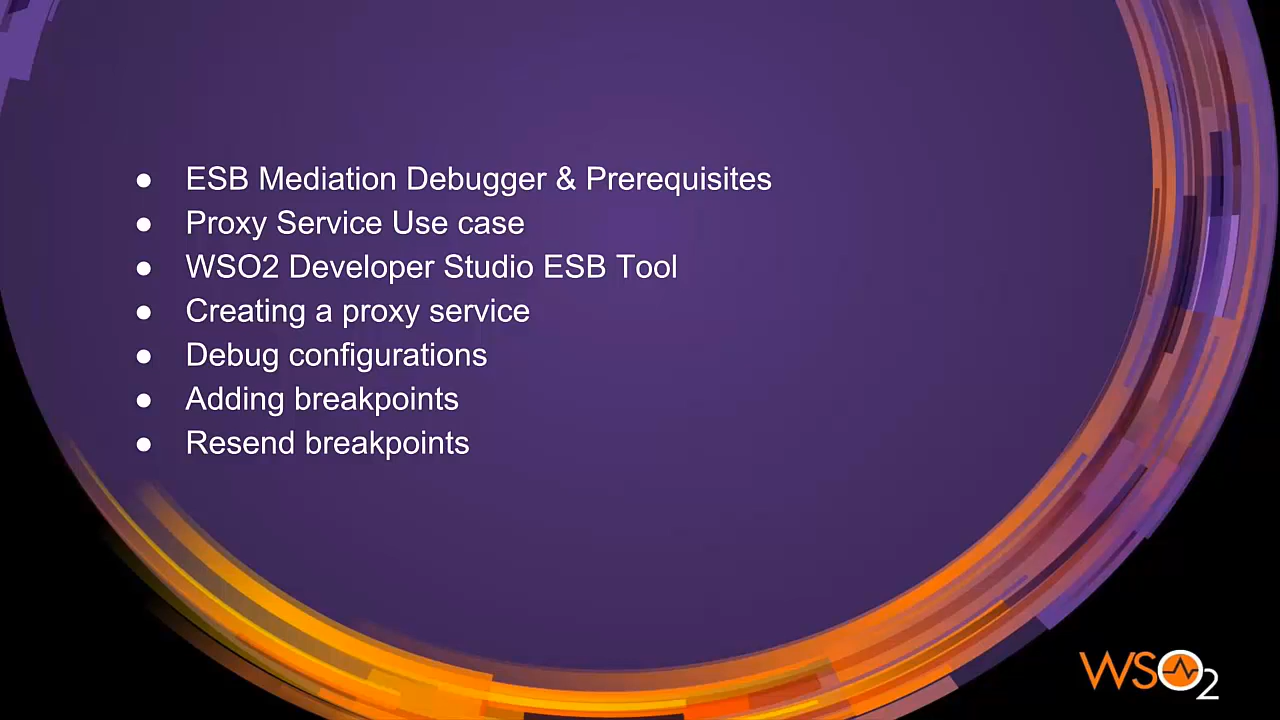 ● ESB Mediation Debugger & Prerequisites
● Proxy Service Use case
● WSO2 Developer Studio ESB Tool
● Creating a proxy service
● Debug configurations
● Adding breakpoints
● Resend breakpoints
WSO2